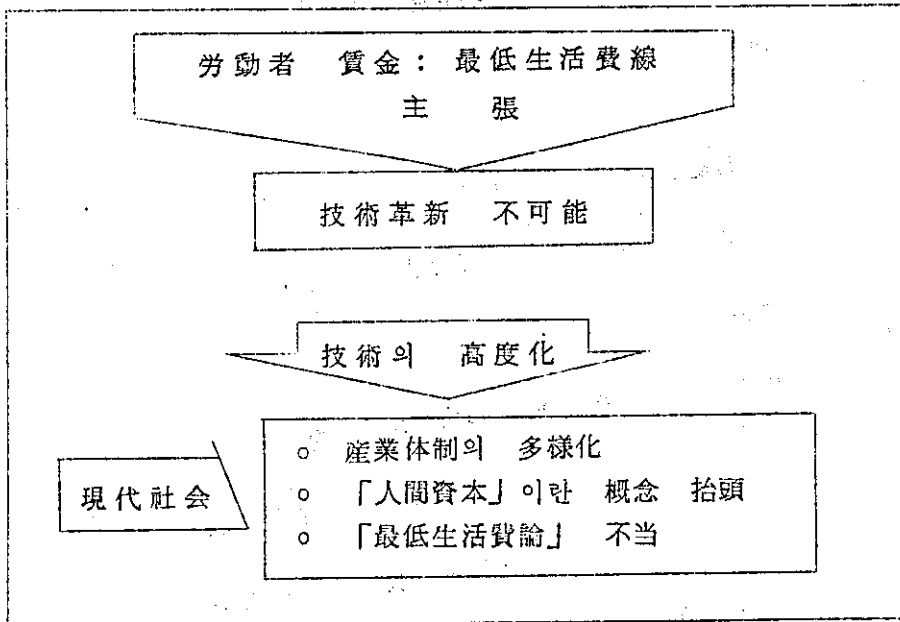 労動者 賃金: 最低生活費線
主 張
技術革新 不可能
技術의 高度化
現代社会
○ 産業体制의 多様化
○ 「人間資本」이란 概念 抬頭
○ 「最低生活費論」 不当